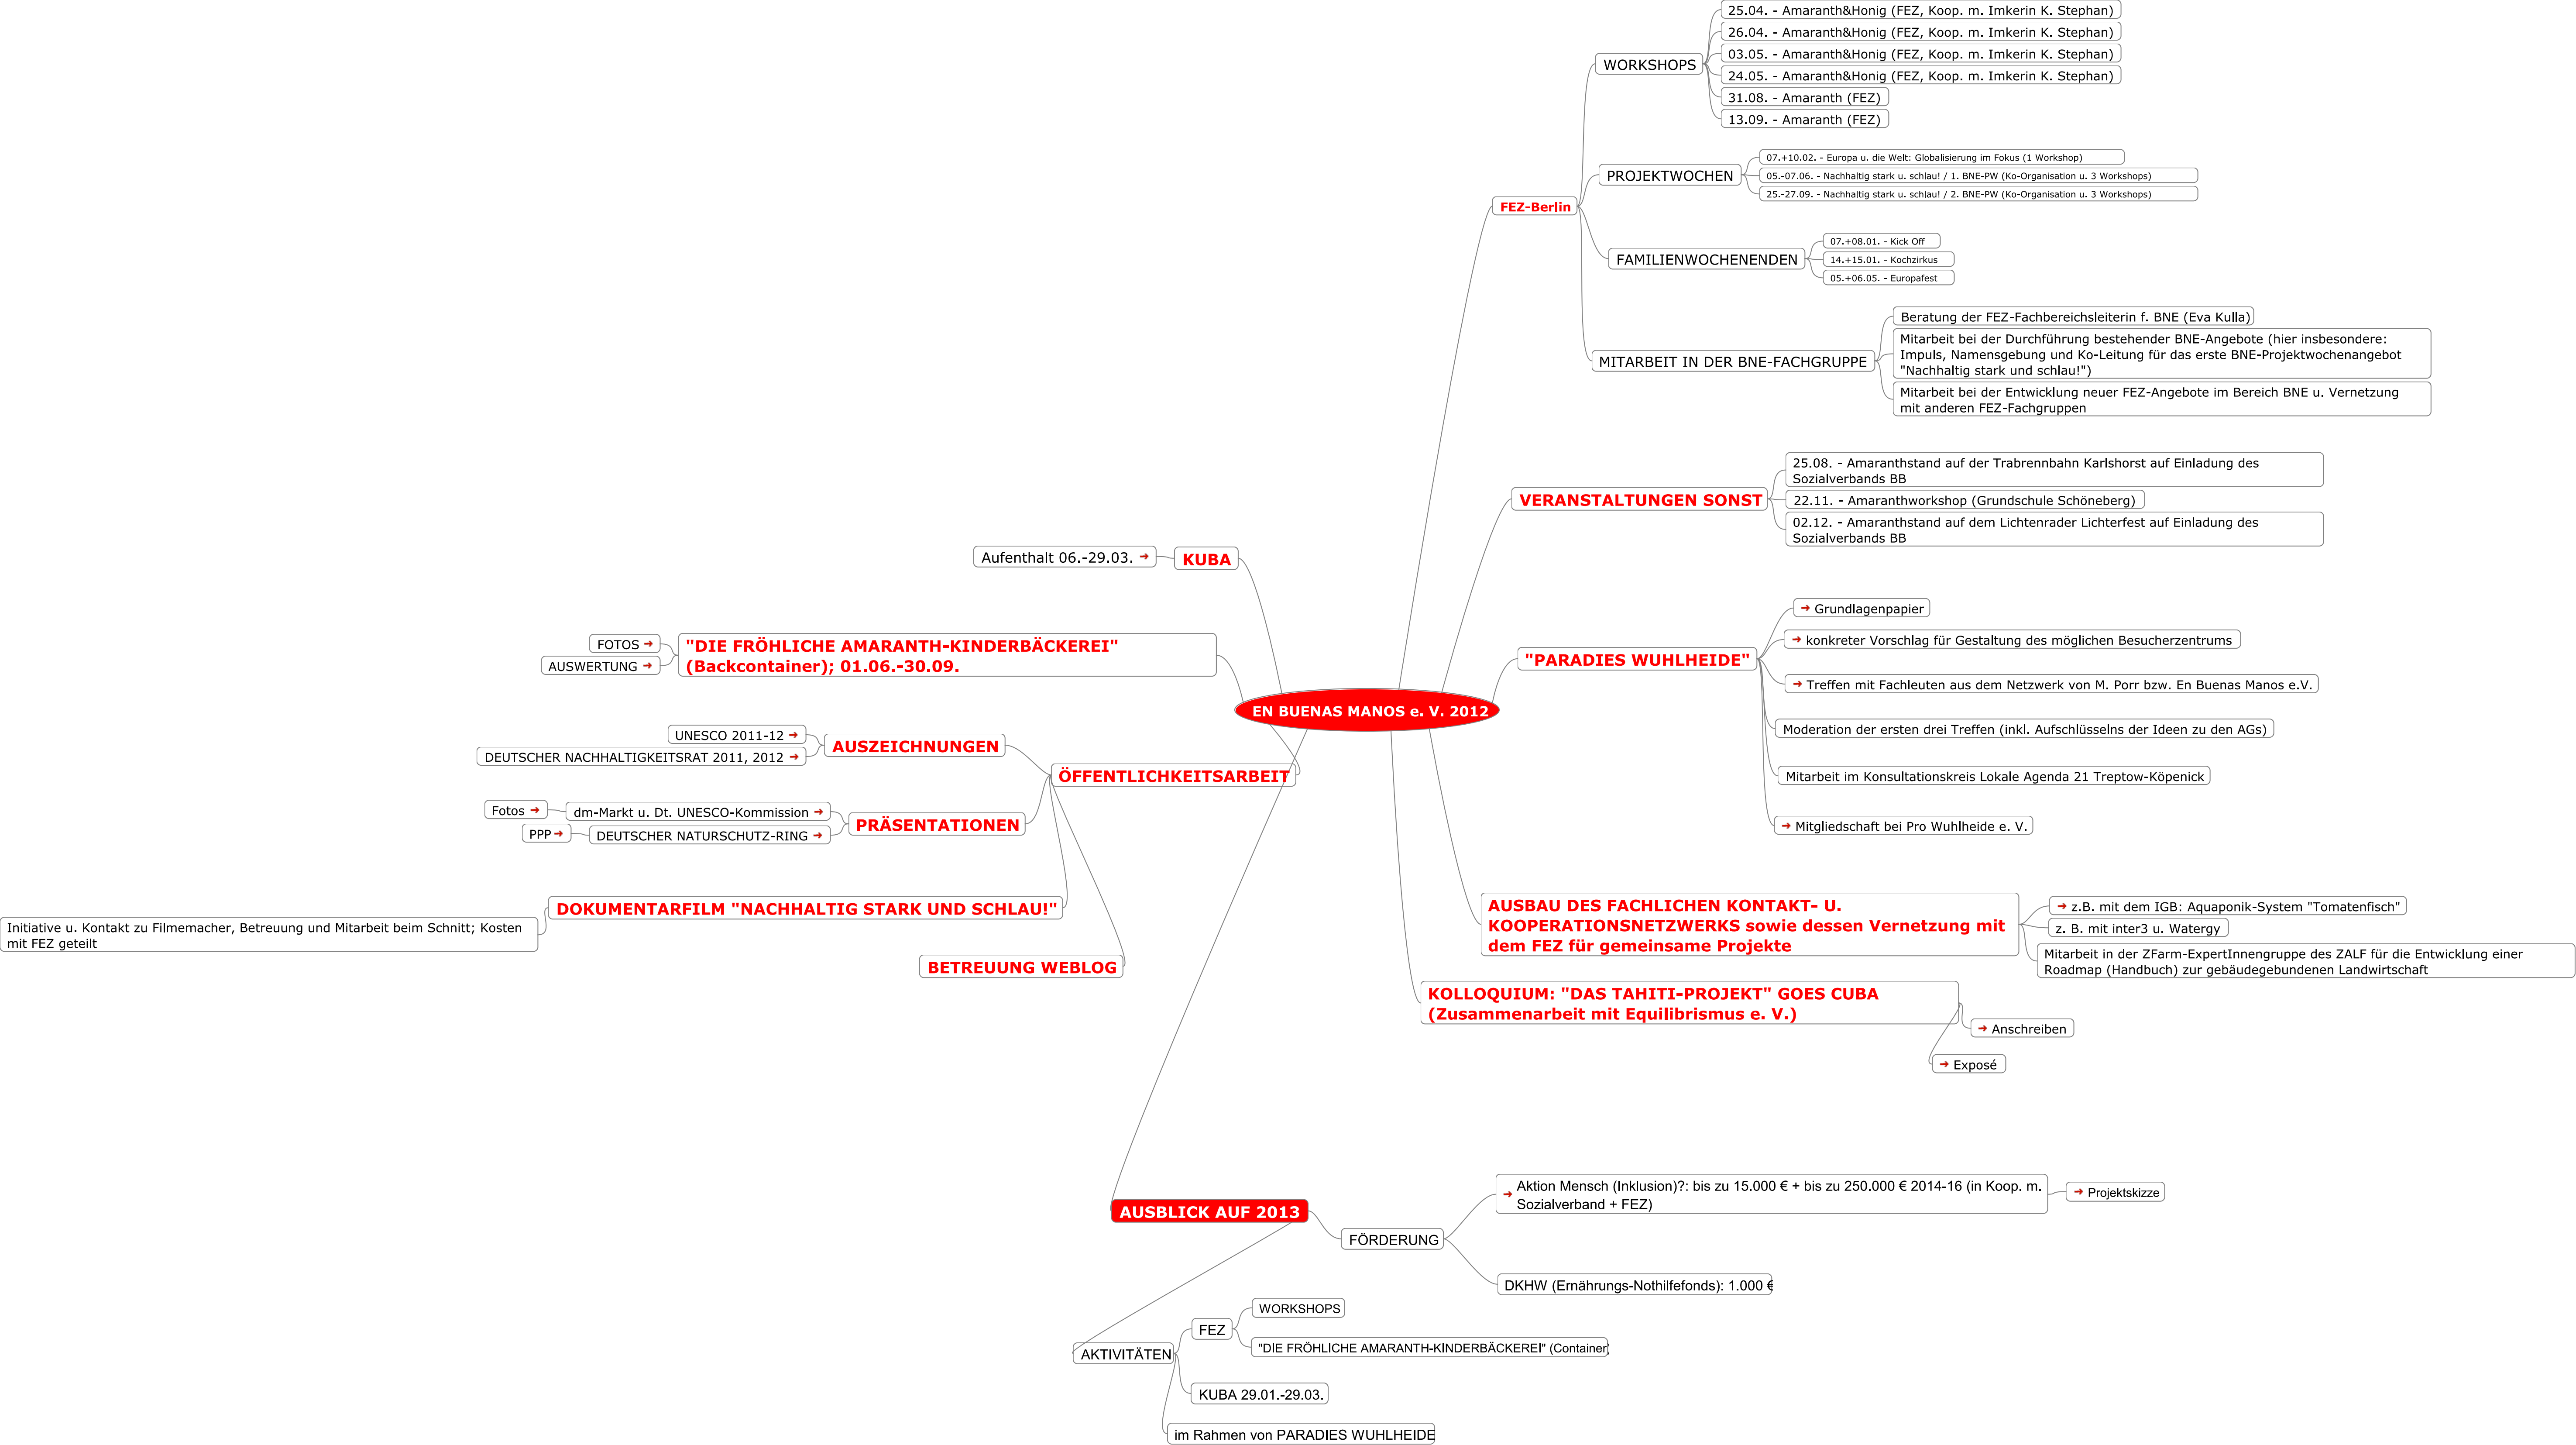 EN BUENAS MANOS e. V. 2012
FEZ-Berlin
WORKSHOPS
25.04. - Amaranth&Honig (FEZ, Koop. m. Imkerin K. Stephan)
26.04. - Amaranth&Honig (FEZ, Koop. m. Imkerin K. Stephan)
03.05. - Amaranth&Honig (FEZ, Koop. m. Imkerin K. Stephan)
24.05. - Amaranth&Honig (FEZ, Koop. m. Imkerin K. Stephan)
31.08. - Amaranth (FEZ)
13.09. - Amaranth (FEZ)
PROJEKTWOCHEN
07.+10.02. - Europa u. die Welt: Globalisierung im Fokus (1 Workshop)
05.-07.06. - Nachhaltig stark u. schlau! / 1. BNE-PW (Ko-Organisation u. 3 Workshops)
25.-27.09. - Nachhaltig stark u. schlau! / 2. BNE-PW (Ko-Organisation u. 3 Workshops)
FAMILIENWOCHENENDEN
07.+08.01. - Kick Off
14.+15.01. - Kochzirkus
05.+06.05. - Europafest
MITARBEIT IN DER BNE-FACHGRUPPE
Beratung der FEZ-Fachbereichsleiterin f. BNE (Eva Kulla)
Mitarbeit bei der Durchführung bestehender BNE-Angebote (hier insbesondere:
Impuls, Namensgebung und Ko-Leitung für das erste BNE-Projektwochenangebot
"Nachhaltig stark und schlau!")
Mitarbeit bei der Entwicklung neuer FEZ-Angebote im Bereich BNE u. Vernetzung
mit anderen FEZ-Fachgruppen
VERANSTALTUNGEN SONST
25.08. - Amaranthstand auf der Trabrennbahn Karlshorst auf Einladung des
Sozialverbands BB
22.11. - Amaranthworkshop (Grundschule Schöneberg)
02.12. - Amaranthstand auf dem Lichtenrader Lichterfest auf Einladung des
Sozialverbands BB
"PARADIES WUHLHEIDE"
➜ Grundlagenpapier
➜ konkreter Vorschlag für Gestaltung des möglichen Besucherzentrums
➜ Treffen mit Fachleuten aus dem Netzwerk von M. Porr bzw. En Buenas Manos e.V.
Moderation der ersten drei Treffen (inkl. Aufschlüsselns der Ideen zu den AGs)
Mitarbeit im Konsultationskreis Lokale Agenda 21 Treptow-Köpenick
➜ Mitgliedschaft bei Pro Wuhlheide e. V.
AUSBAU DES FACHLICHEN KONTAKT- U.
KOOPERATIONSNETZWERKS sowie dessen Vernetzung mit
dem FEZ für gemeinsame Projekte
➜ z.B. mit dem IGB: Aquaponik-System "Tomatenfisch"
z. B. mit inter3 u. Watergy
Mitarbeit in der ZFarm-ExpertInnengruppe des ZALF für die Entwicklung einer
Roadmap (Handbuch) zur gebäudegebundenen Landwirtschaft
KOLLOQUIUM: "DAS TAHITI-PROJEKT" GOES CUBA
(Zusammenarbeit mit Equilibrismus e. V.)
➜ Anschreiben
➜ Exposé
KUBA
Aufenthalt 06.-29.03. ➜
"DIE FRÖHLICHE AMARANTH-KINDERBÄCKEREI"
(Backcontainer); 01.06.-30.09.
FOTOS ➜
AUSWERTUNG ➜
ÖFFENTLICHKEITSARBEIT
AUSZEICHNUNGEN
UNESCO 2011-12 ➜
DEUTSCHER NACHHALTIGKEITSRAT 2011, 2012 ➜
PRÄSENTATIONEN
dm-Markt u. Dt. UNESCO-Kommission ➜
Fotos ➜
DEUTSCHER NATURSCHUTZ-RING ➜
PPP ➜
DOKUMENTARFILM "NACHHALTIG STARK UND SCHLAU!"
Initiative u. Kontakt zu Filmemacher, Betreuung und Mitarbeit beim Schnitt; Kosten
mit FEZ geteilt
BETREUUNG WEBLOG
AUSBLICK AUF 2013
FÖRDERUNG
➜ Aktion Mensch (Inklusion)?: bis zu 15.000 € + bis zu 250.000 € 2014-16 (in Koop. m.
Sozialverband + FEZ)
➜ Projektskizze
DKHW (Ernährungs-Nothilfefonds): 1.000 €
AKTIVITÄTEN
FEZ
WORKSHOPS
"DIE FRÖHLICHE AMARANTH-KINDERBÄCKEREI" (Container)
KUBA 29.01.-29.03.
im Rahmen von PARADIES WUHLHEIDE